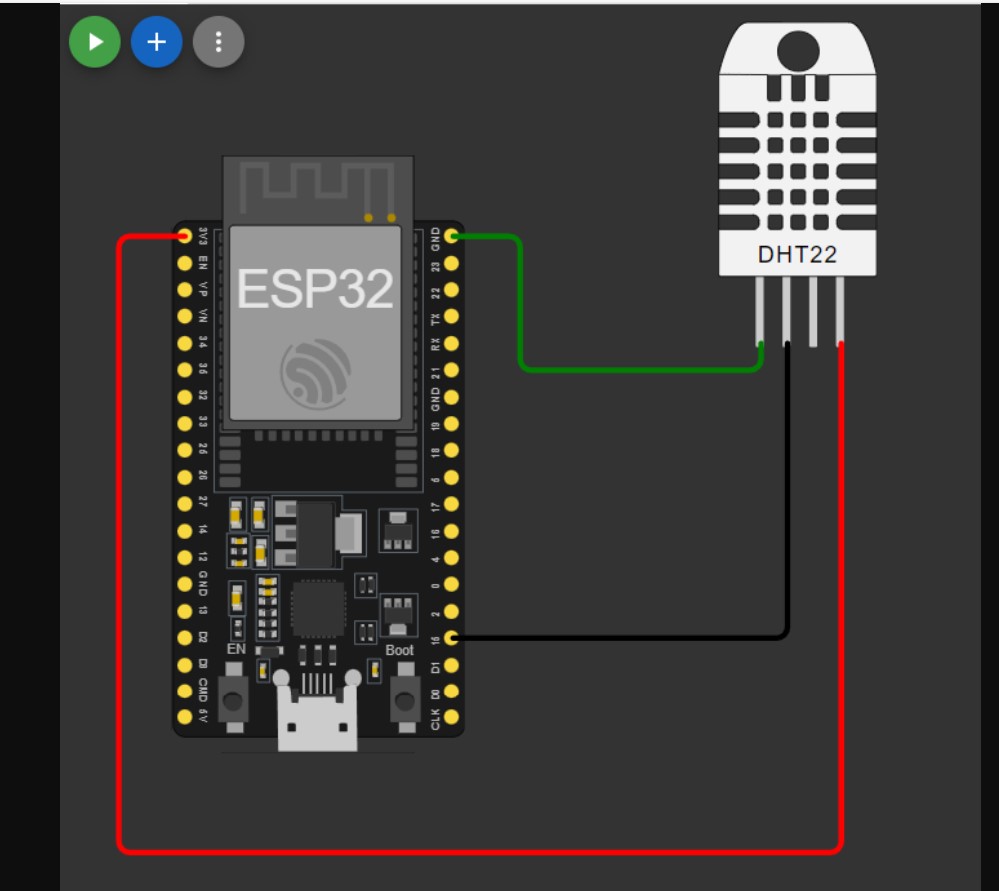 DHT22
ESP32
3V3
EN
VP
VN
34
35
32
33
25
26
27
14
12
GND
13
D2
D3
CMD
5V
GND
23
22
TX
RX
21
GND
19
18
5
17
16
4
0
2
15
D1
D0
CLK
EN
Boot